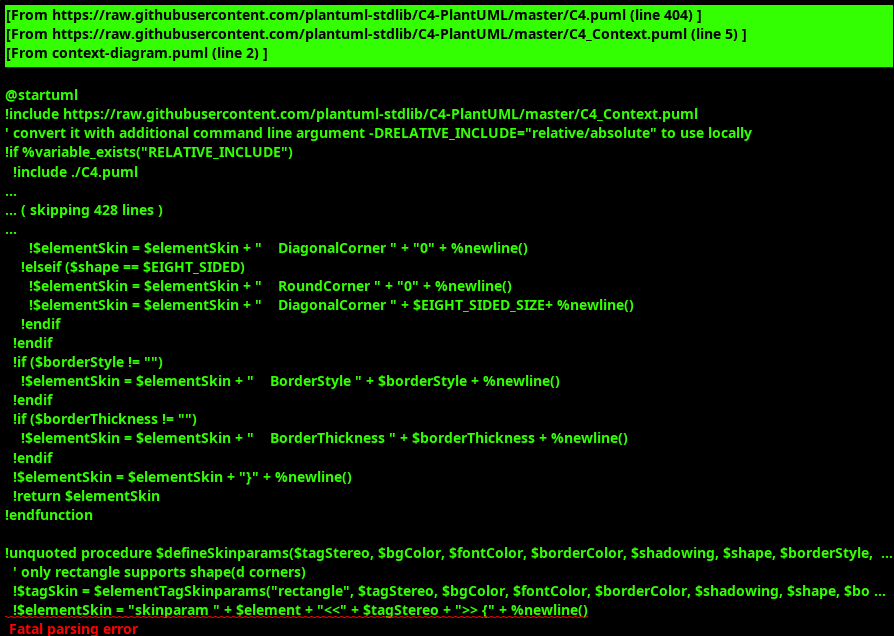 [From https://raw.githubusercontent.com/plantuml-stdlib/C4-PlantUML/master/C4.puml (line 404) ]
[From https://raw.githubusercontent.com/plantuml-stdlib/C4-PlantUML/master/C4_Context.puml (line 5) ]
[From context-diagram.puml (line 2) ]
@startuml
!include https://raw.githubusercontent.com/plantuml-stdlib/C4-PlantUML/master/C4_Context.puml
' convert it with additional command line argument -DRELATIVE_INCLUDE="relative/absolute" to use locally
!if %variable_exists("RELATIVE_INCLUDE")
!include ./C4.puml
...
... ( skipping 428 lines )
...
!$elementSkin = $elementSkin + "    DiagonalCorner " + "0" + %newline()
!elseif ($shape == $EIGHT_SIDED)
!$elementSkin = $elementSkin + "    RoundCorner " + "0" + %newline()
!$elementSkin = $elementSkin + "    DiagonalCorner " + $EIGHT_SIDED_SIZE+ %newline()
!endif
!endif
!if ($borderStyle != "")
!$elementSkin = $elementSkin + "    BorderStyle " + $borderStyle + %newline()
!endif
!if ($borderThickness != "")
!$elementSkin = $elementSkin + "    BorderThickness " + $borderThickness + %newline()
!endif
!$elementSkin = $elementSkin + "}" + %newline()
!return $elementSkin
!endfunction
!unquoted procedure $defineSkinparams($tagStereo, $bgColor, $fontColor, $borderColor, $shadowing, $shape, $borderStyle,  ...
' only rectangle supports shape(d corners)
!$tagSkin = $elementTagSkinparams("rectangle", $tagStereo, $bgColor, $fontColor, $borderColor, $shadowing, $shape, $bo ...
!$elementSkin = "skinparam " + $element + "<<" + $tagStereo + ">> {" + %newline()
Fatal parsing error